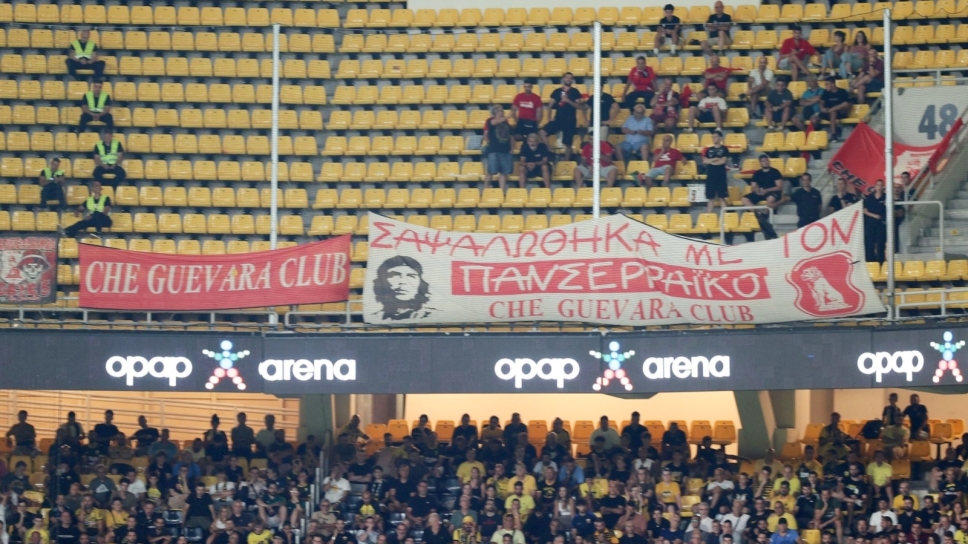 48
ΣΑΨΑΛΩΘΗΚΑ ΜΕ ΤΟΝ
ΠΑΝΣΕΡΡΑΪΚΟ
CHE GUEVARA CLUB
CHE GUEVARA CLUB
opap arena
opap arena
opap